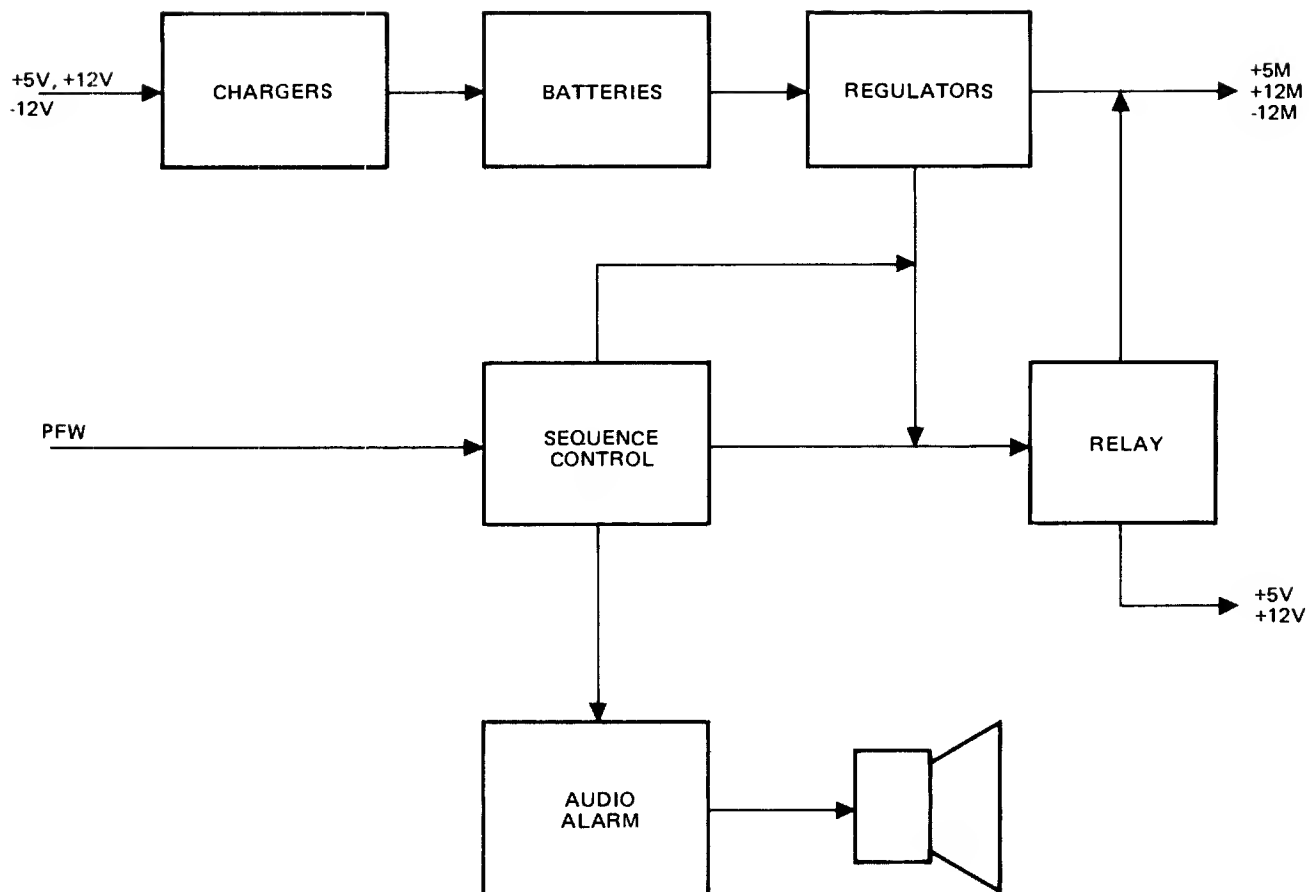 +5V, +12V
-12V
CHARGERS
BATTERIES
REGULATORS
+5M
+12M
-12M
PFW
SEQUENCE
CONTROL
RELAY
+5V
+12V
AUDIO
ALARM